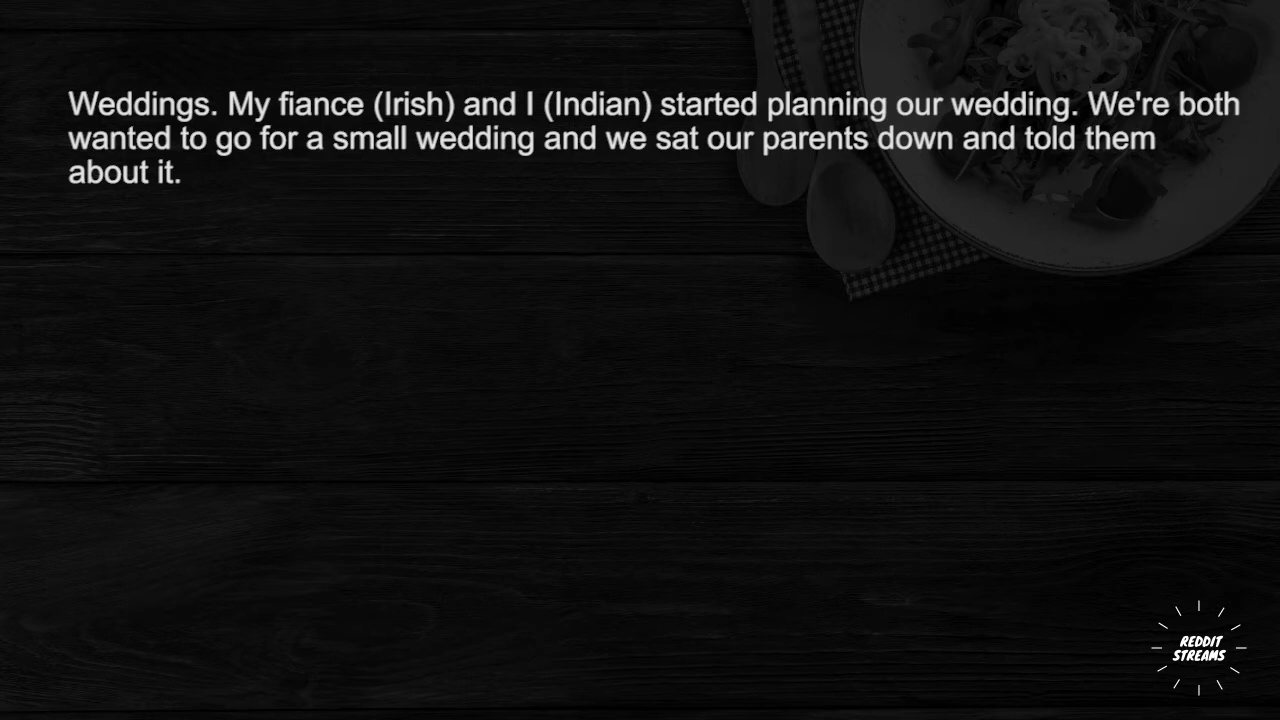 Weddings. My fiance (Irish) and I (Indian) started planning our wedding. We're both
wanted to go for a small wedding and we sat our parents down and told them
about it.
REDDIT
STREAMS